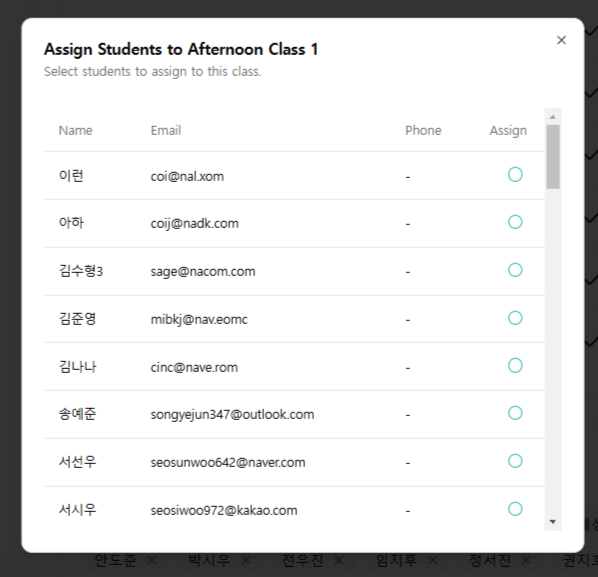 Assign Students to Afternoon Class 1
Select students to assign to this class.
Name Email Phone Assign
이런 coi@nal.xom -
아하 coij@nadk.com -
김수형3 sage@nacom.com -
김준영 mibkj@nav.eomc -
김나나 cinc@nave.rom -
송예준 songyejun347@outlook.com -
서선우 seosunwoo642@naver.com -
서시우 seosiwoo972@kakao.com -
안도준 × 박시우 × 전우진 × 임지후 × 정서진 × 권지호